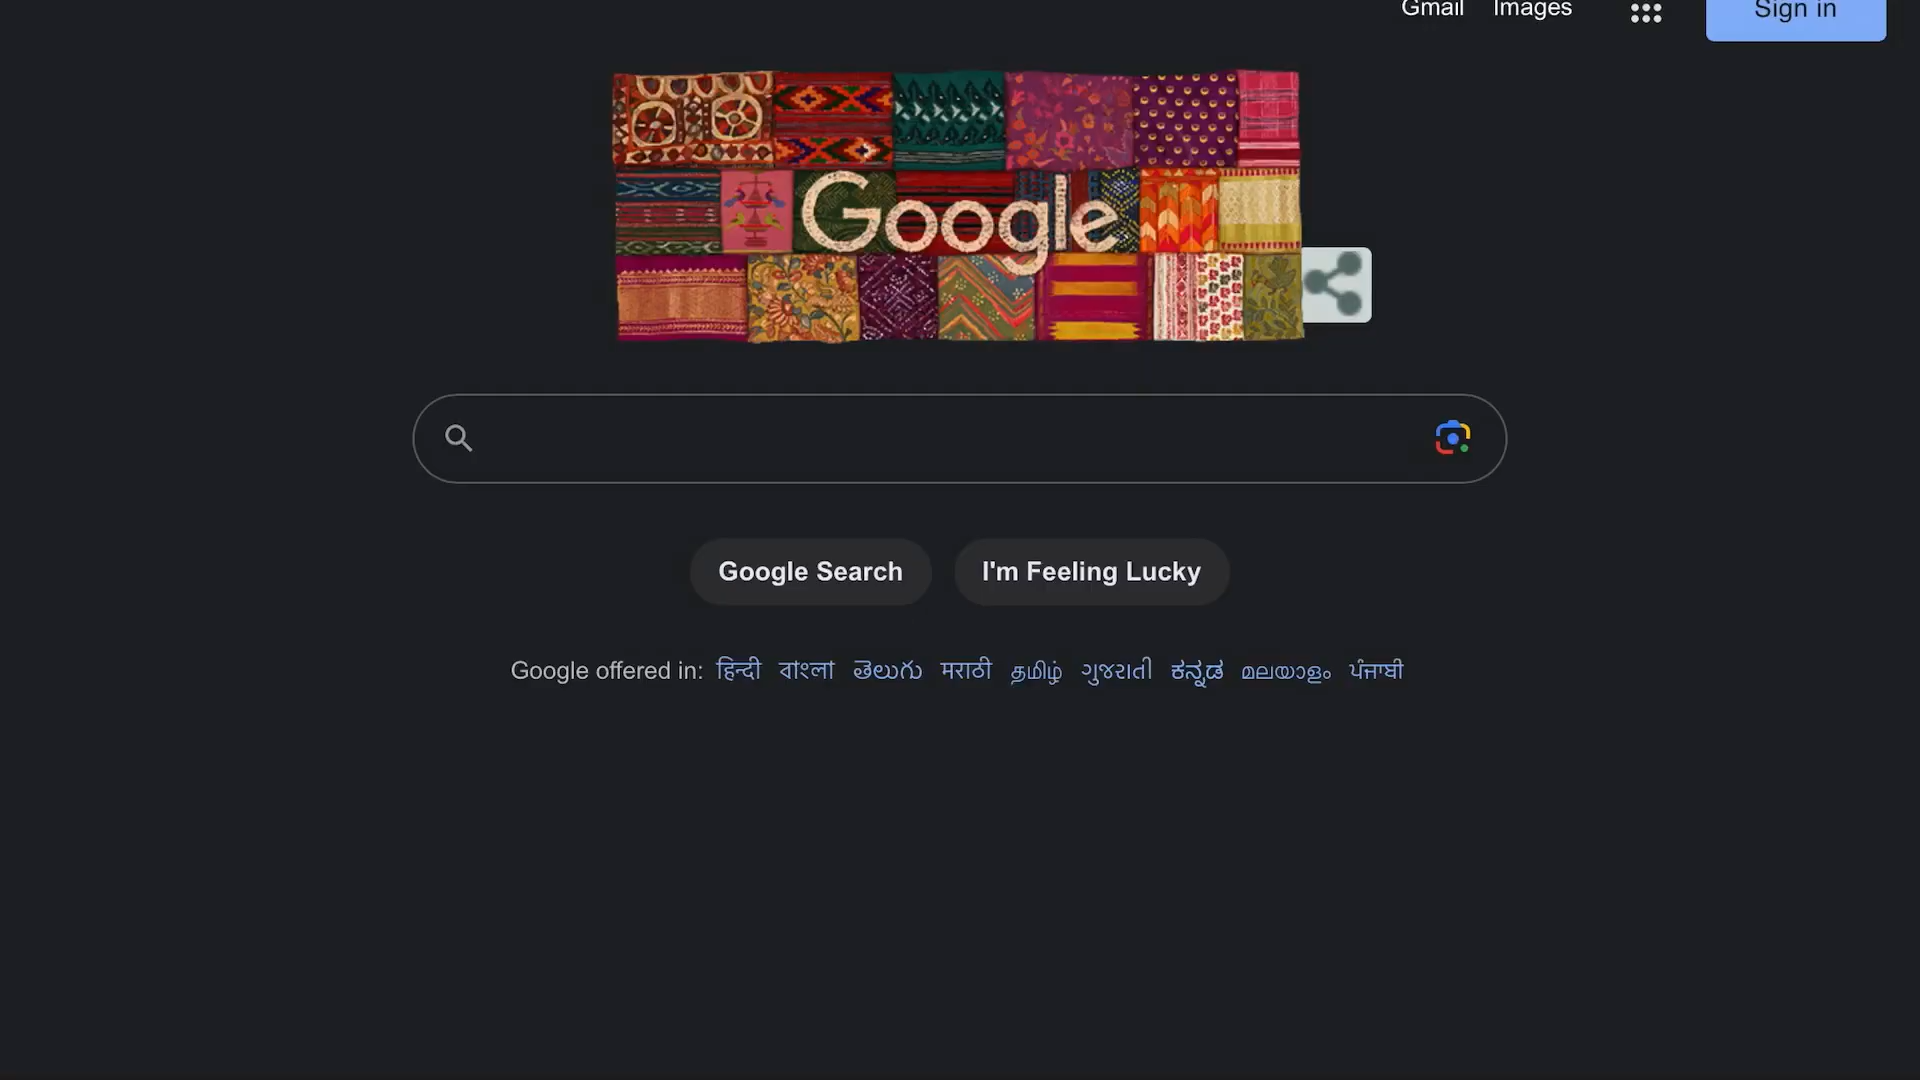 Gmail Images Sign in
Google
Google Search I'm Feeling Lucky
Google offered in: हिन्दी বাংলা తెలుగు मराठी தமிழ் ગુજરાતી ಕನ್ನಡ മലയാളം ਪੰਜਾਬੀ